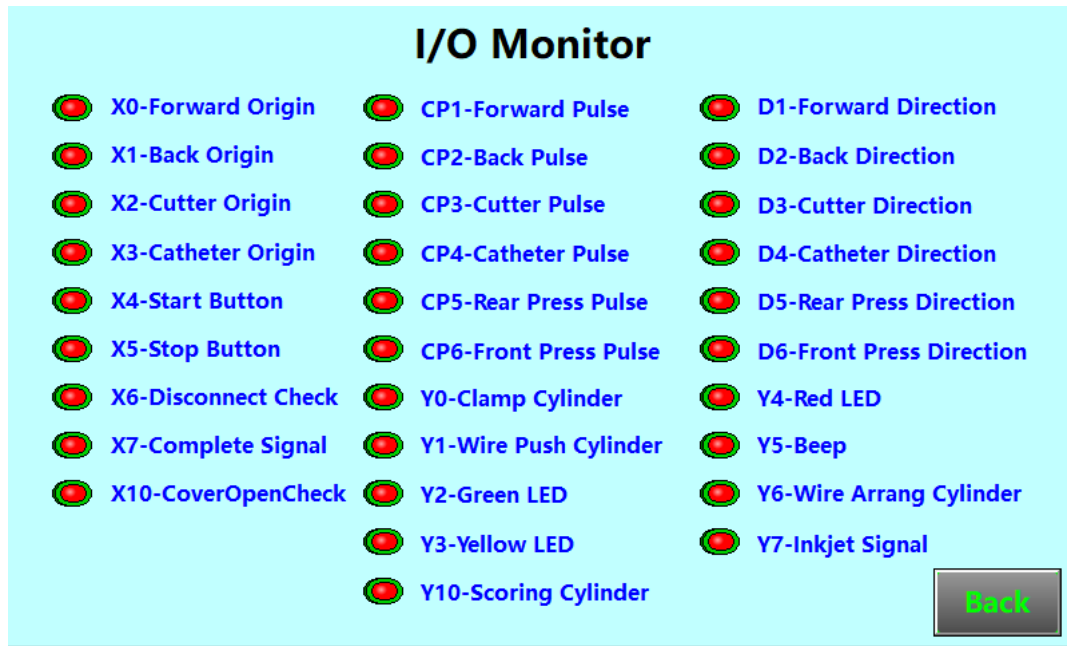 I/O Monitor
X0-Forward Origin
X1-Back Origin
X2-Cutter Origin
X3-Catheter Origin
X4-Start Button
X5-Stop Button
X6-Disconnect Check
X7-Complete Signal
X10-CoverOpenCheck
CP1-Forward Pulse
CP2-Back Pulse
CP3-Cutter Pulse
CP4-Catheter Pulse
CP5-Rear Press Pulse
CP6-Front Press Pulse
Y0-Clamp Cylinder
Y1-Wire Push Cylinder
Y2-Green LED
Y3-Yellow LED
Y10-Scoring Cylinder
D1-Forward Direction
D2-Back Direction
D3-Cutter Direction
D4-Catheter Direction
D5-Rear Press Direction
D6-Front Press Direction
Y4-Red LED
Y5-Beep
Y6-Wire Arrang Cylinder
Y7-Inkjet Signal
Back